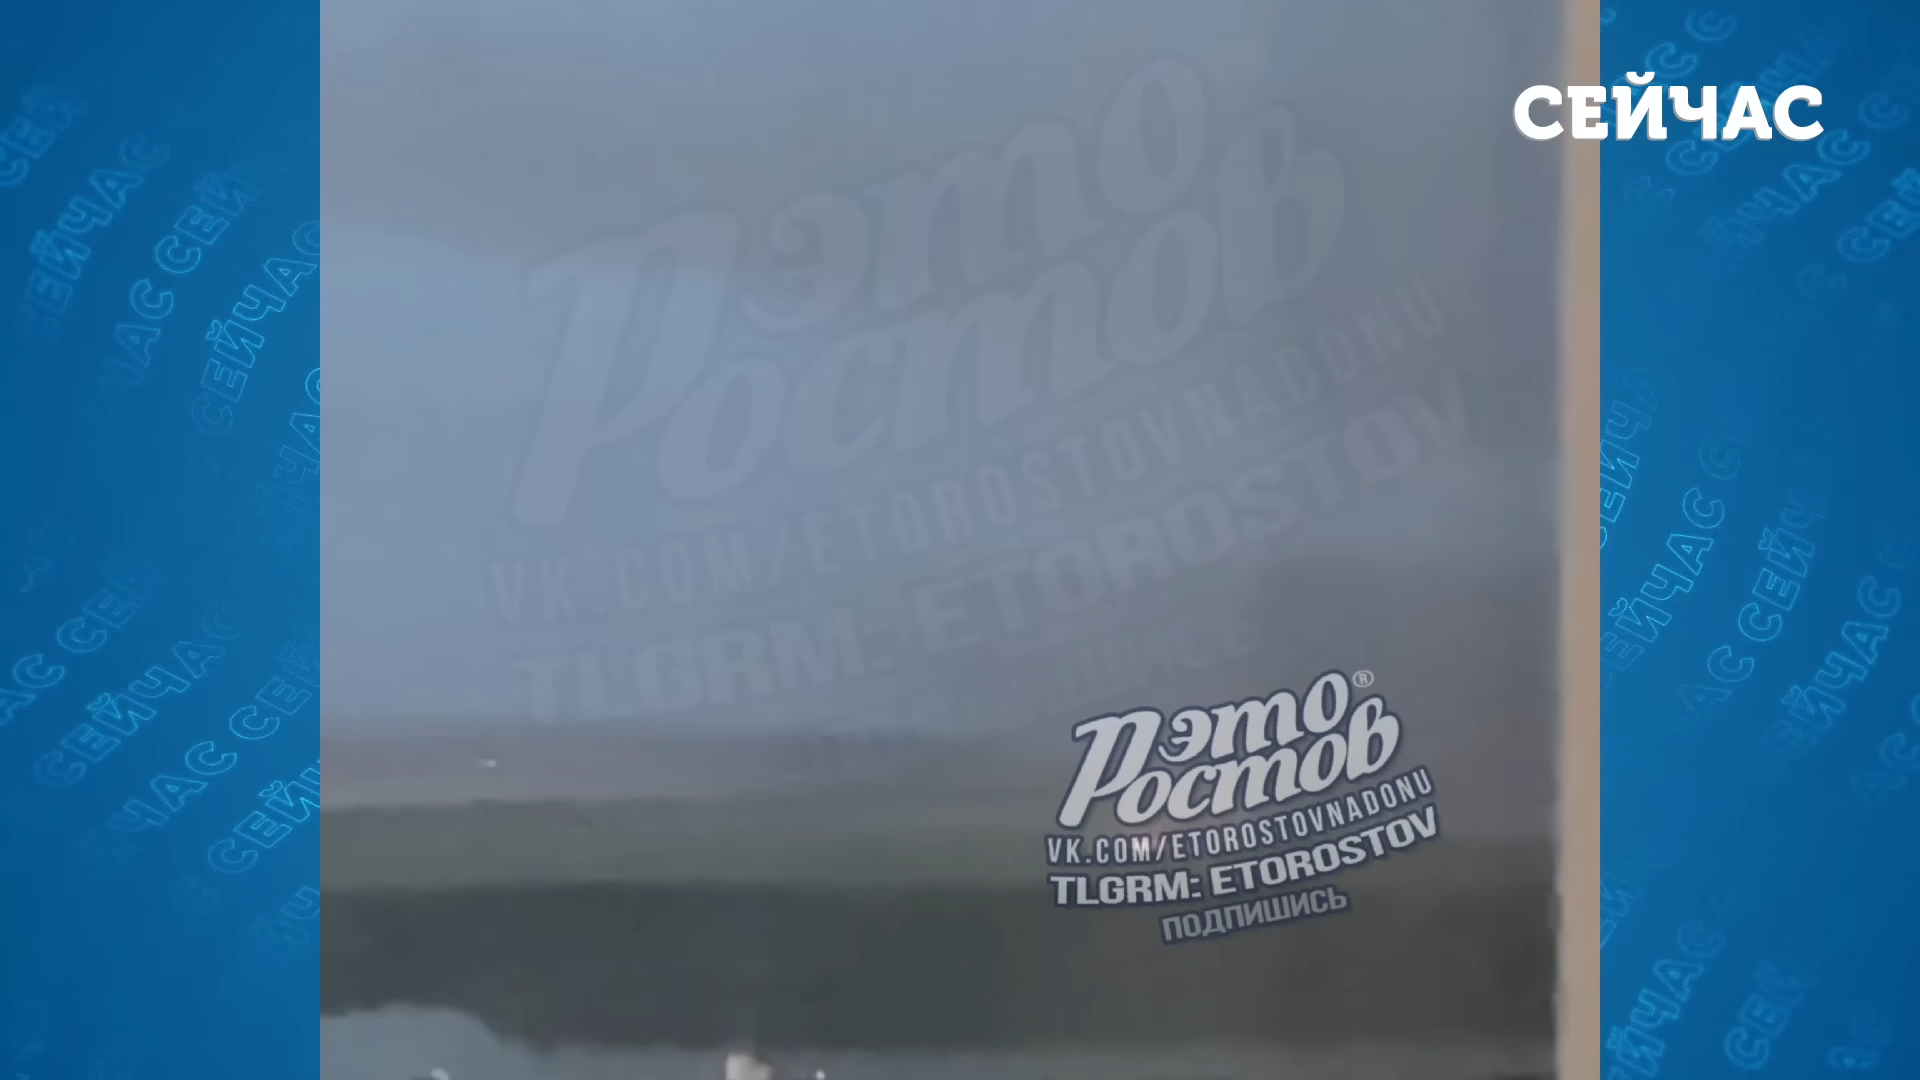 СЕЙЧАС
это
Ростов
VK.COM/ETOROSTOVNADONU
TLGRM: ETOROSTOV
это ®
Ростов
VK.COM/ETOROSTOVNADONU
TLGRM: ETOROSTOV
ПОДПИШИСЬ